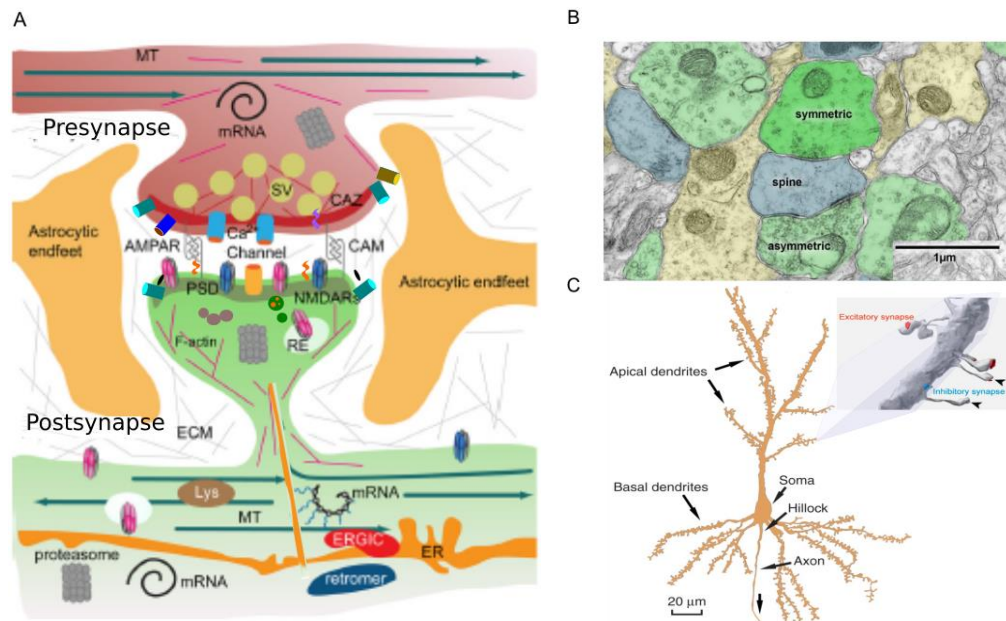 A
MT
mRNA
Presynapse
SV
CAZ
Astrocytic
endfeet
AMPAR
Ca2+
Channel
CAM
PSD
NMDARs
Astrocytic endfeet
F-actin
RE
Postsynapse
ECM
Lys
mRNA
MT
ERGIC
ER
proteasome
mRNA
retromer
B
symmetric
spine
asymmetric
1µm
C
Excitatory synapse
Apical dendrites
Inhibitory synapse
Basal dendrites
Soma
Hillock
Axon
20 µm